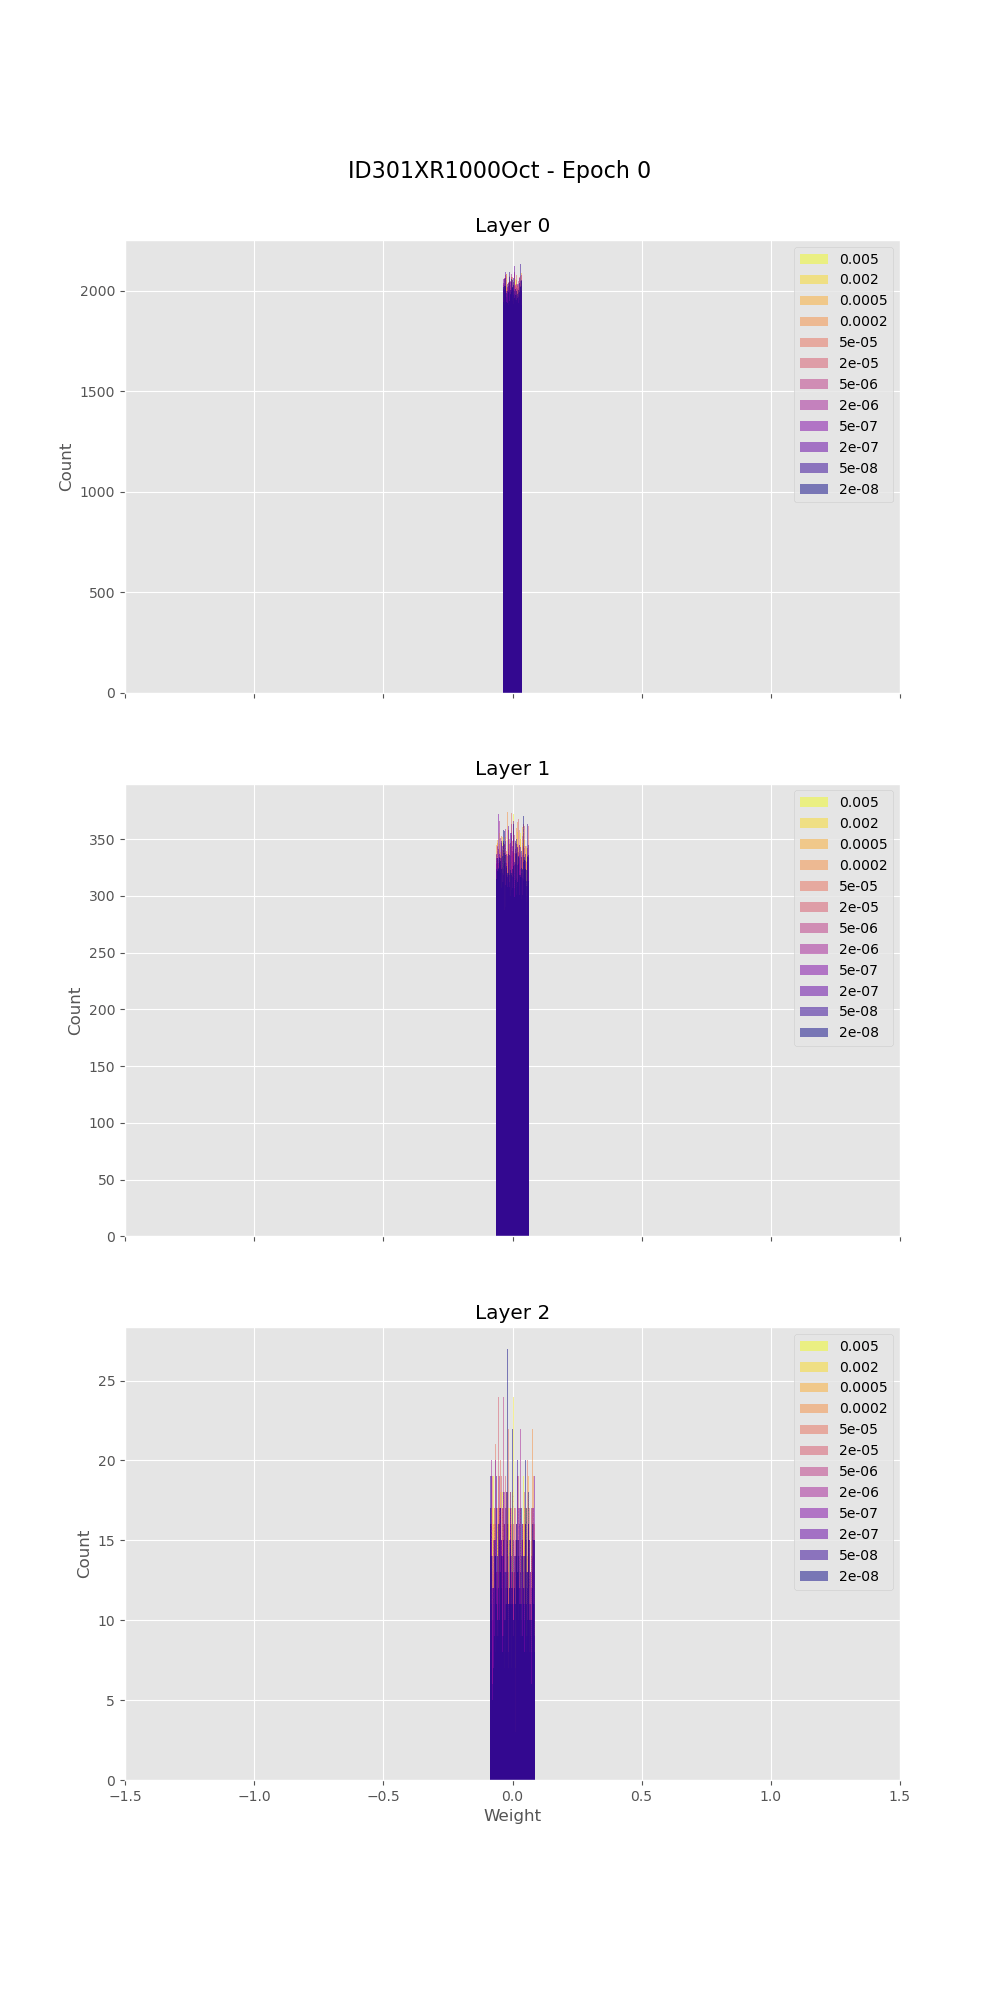 ID301XR1000Oct - Epoch 0
Layer 0
0.005
0.002
0.0005
0.0002
5e-05
2e-05
5e-06
2e-06
5e-07
2e-07
5e-08
2e-08
2000
1500
1000
500
0
Count
Layer 1
0.005
0.002
0.0005
0.0002
5e-05
2e-05
5e-06
2e-06
5e-07
2e-07
5e-08
2e-08
350
300
250
200
150
100
50
0
Count
Layer 2
0.005
0.002
0.0005
0.0002
5e-05
2e-05
5e-06
2e-06
5e-07
2e-07
5e-08
2e-08
25
20
15
10
5
0
Count
−1.5 −1.0 −0.5 0.0 0.5 1.0 1.5
Weight